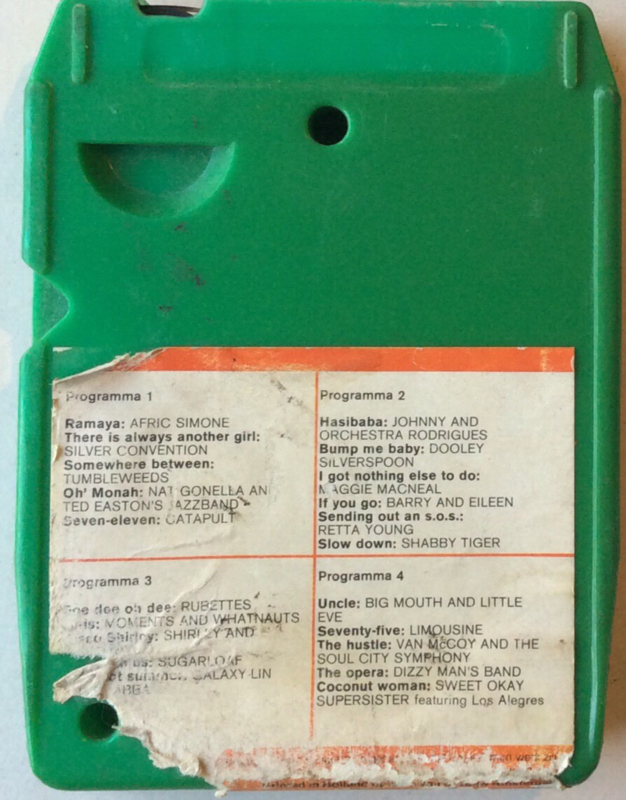 Programma 1
Ramaya: AFRIC SIMONE
There is always another girl:
SILVER CONVENTION
Somewhere between:
TUMBLEWEEDS
Oh' Monah: NAT GONELLA AN
TED EASTON'S JAZZBAND
Seven-eleven: CATAPULT
Programma 2
Hasibaba: JOHNNY AND
ORCHESTRA RODRIGUES
Bump me baby: DOOLEY
SILVERSPOON
I got nothing else to do:
MAGGIE MACNEAL
If you go: BARRY AND EILEEN
Sending out an s.o.s.:
RETTA YOUNG
Slow down: SHABBY TIGER
Programma 3
dee oh dee: RUBETTES
MOMENTS AND WHATNAUTS
Shirley: SHIRLEY AND
us: SUGARLOAF
summer: GALAXY-LIN
ABBA
Programma 4
Uncle: BIG MOUTH AND LITTLE
EVE
Seventy-five: LIMOUSINE
The hustle: VAN McCOY AND THE
SOUL CITY SYMPHONY
The opera: DIZZY MAN'S BAND
Coconut woman: SWEET OKAY
SUPERSISTER featuring Los Alegres
in Holland